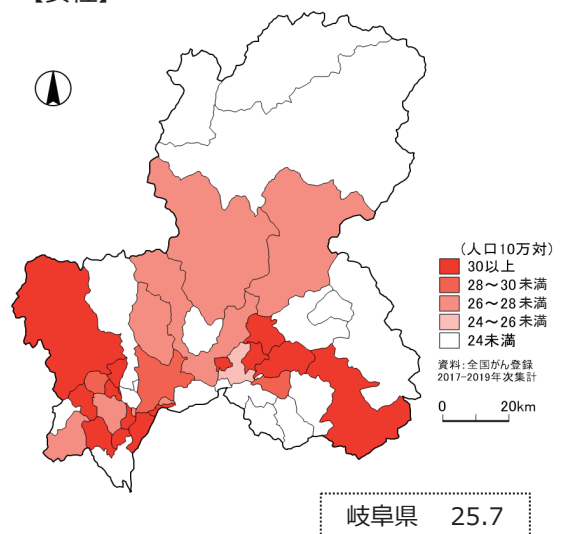 (人口10万対)
30以上
28～30未満
26～28未満
24～26未満
24未満
資料:全国がん登録
2017-2019年次集計
0 20km
岐阜県 25.7